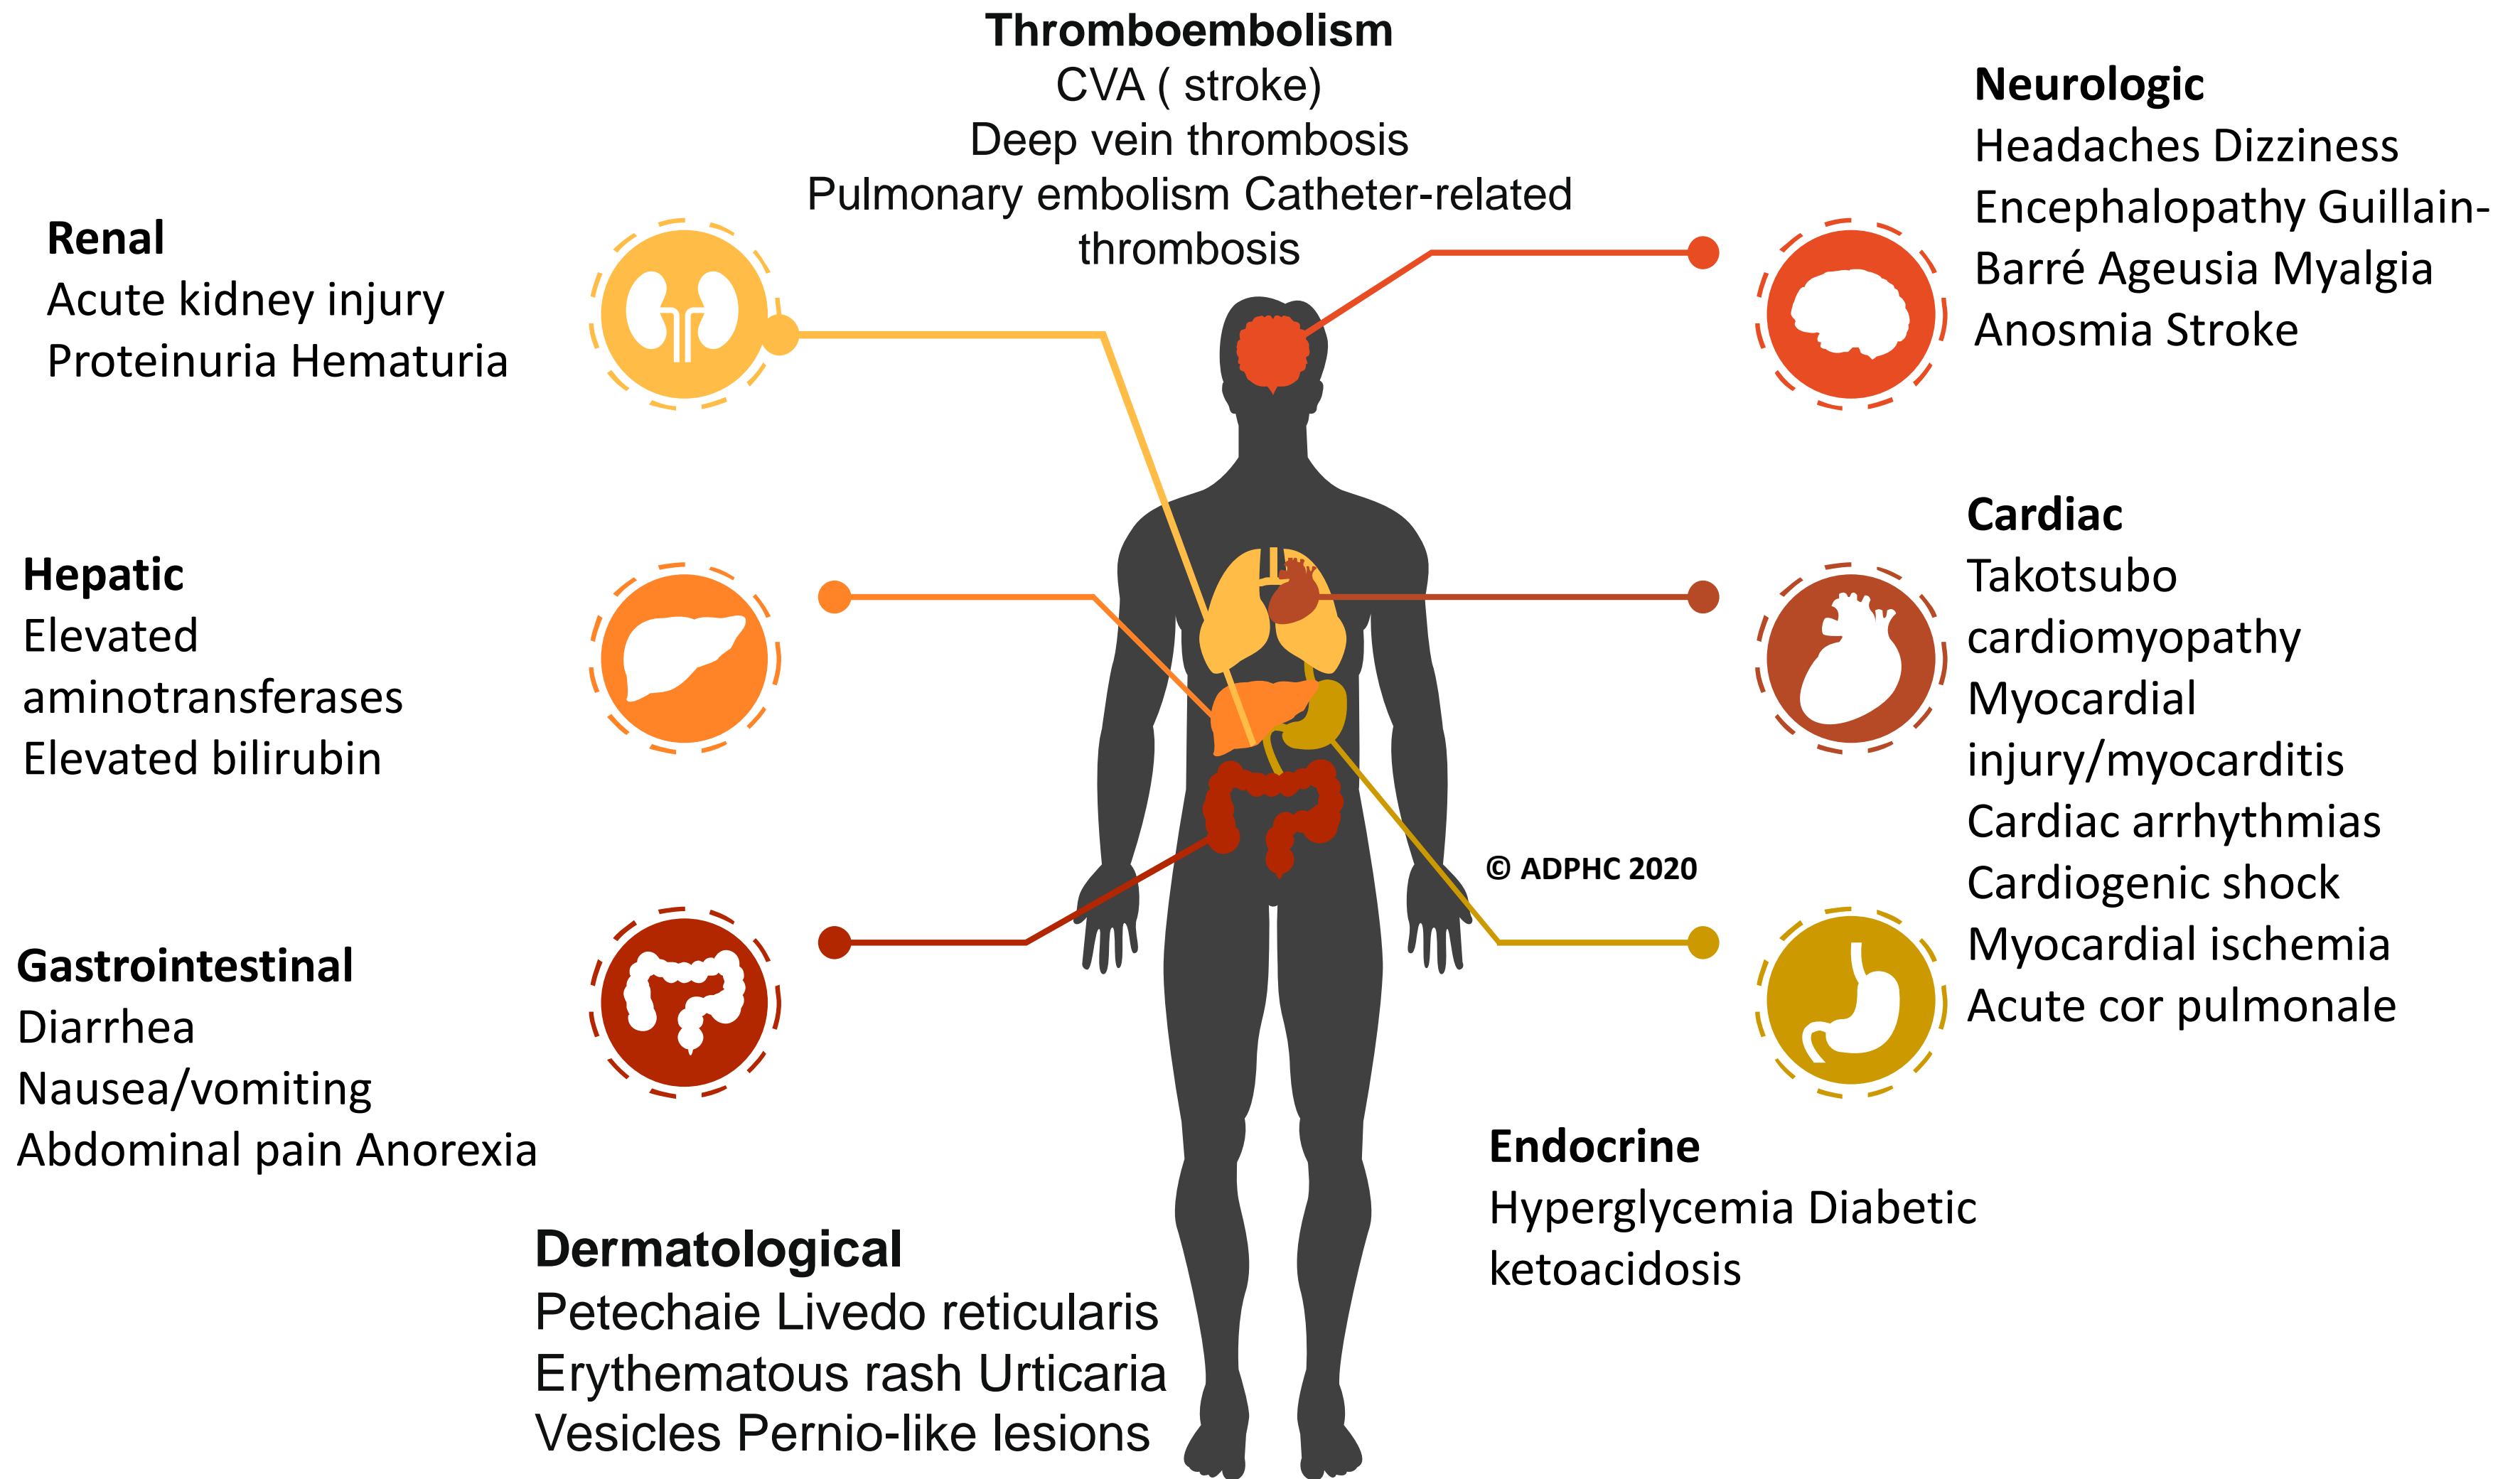 Thromboembolism
CVA ( stroke)
Deep vein thrombosis
Pulmonary embolism Catheter-related
thrombosis
Neurologic
Headaches Dizziness
Encephalopathy Guillain-
Barré Ageusia Myalgia
Anosmia Stroke
Renal
Acute kidney injury
Proteinuria Hematuria
Hepatic
Elevated
aminotransferases
Elevated bilirubin
Cardiac
Takotsubo
cardiomyopathy
Myocardial
injury/myocarditis
Cardiac arrhythmias
Cardiogenic shock
Myocardial ischemia
Acute cor pulmonale
© ADPHC 2020
Gastrointestinal
Diarrhea
Nausea/vomiting
Abdominal pain Anorexia
Endocrine
Hyperglycemia Diabetic
ketoacidosis
Dermatological
Petechaie Livedo reticularis
Erythematous rash Urticaria
Vesicles Pernio-like lesions